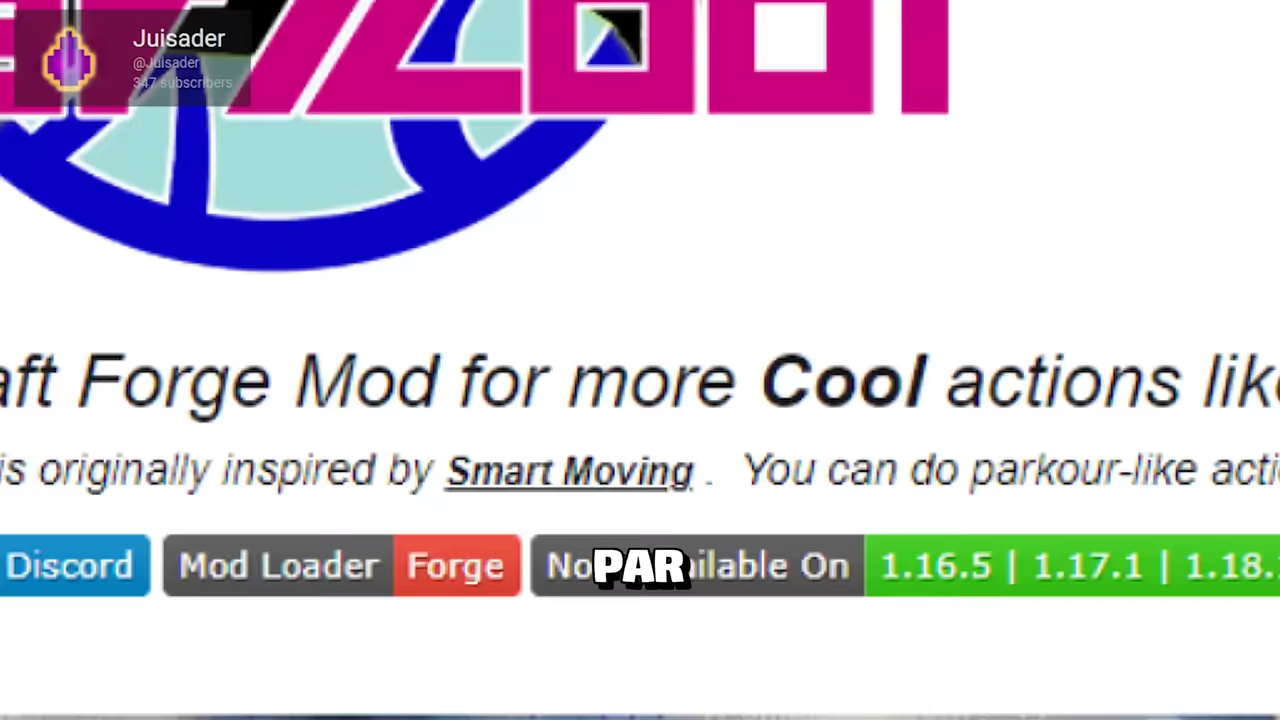 Juisader
@Juisader
347 subscribers
aft Forge Mod for more Cool actions like
is originally inspired by Smart Moving . You can do parkour-like acti
Discord Mod Loader Forge No PAR ilable On 1.16.5 | 1.17.1 | 1.18.